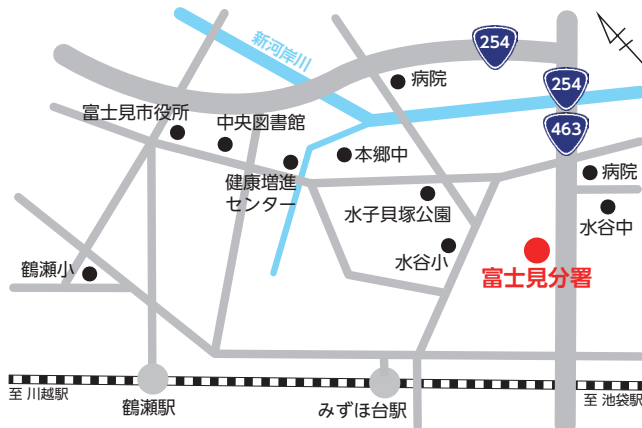 新河岸川
254
254
463
病院
富士見市役所
中央図書館
本郷中
健康増進
センター
病院
水子貝塚公園
水谷中
水谷小
鶴瀬小
富士見分署
至 川越駅
鶴瀬駅
みずほ台駅
至 池袋駅